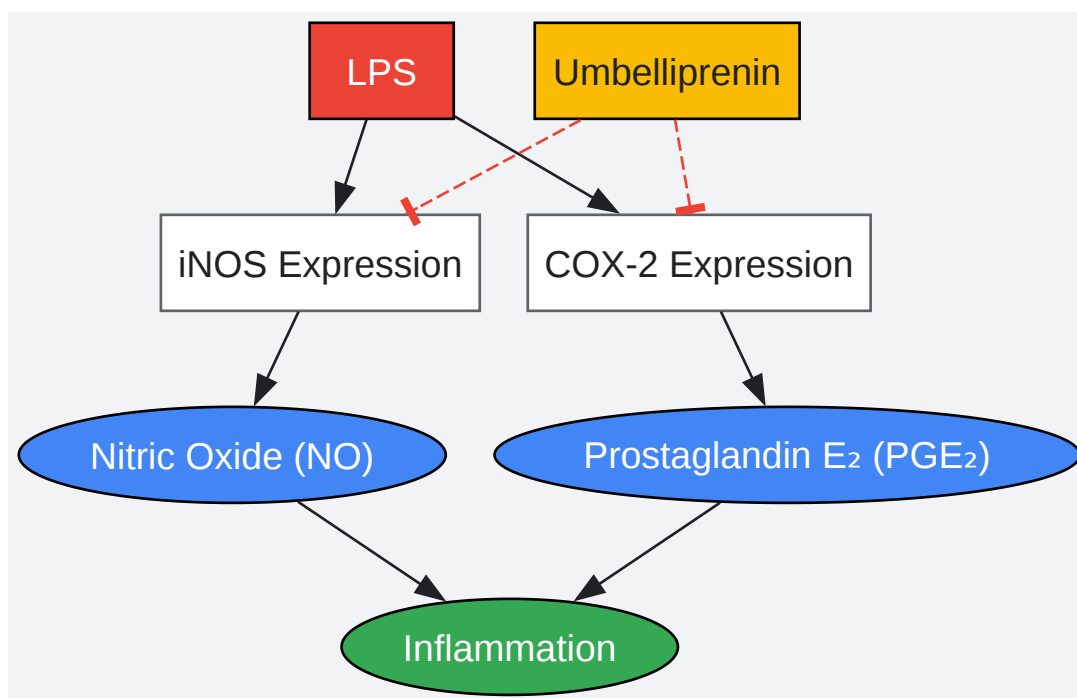 LPS
Umbelliprenin
iNOS Expression
COX-2 Expression
Nitric Oxide (NO)
Prostaglandin E₂ (PGE₂)
Inflammation